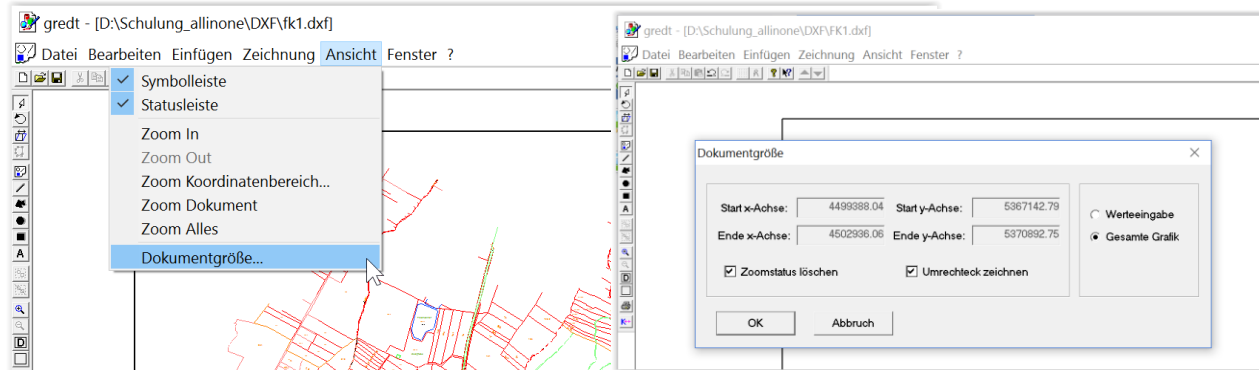 gredt - [D:\Schulung_allinone\DXF\fk1.dxf]
Datei Bearbeiten Einfügen Zeichnung Ansicht Fenster ?
Symbolleiste
Statusleiste
Zoom In
Zoom Out
Zoom Koordinatenbereich...
Zoom Dokument
Zoom Alles
Dokumentgröße...
A
D
gredt - [D:\Schulung_allinone\DXF\FK1.dxf]
Datei Bearbeiten Einfügen Zeichnung Ansicht Fenster ?
A
D
Dokumentgröße
Start x-Achse: 4499388.04 Start y-Achse: 5367142.79
Ende x-Achse: 4502936.06 Ende y-Achse: 5370892.75
Zoomstatus löschen Umrechteck zeichnen
Werteeingabe
Gesamte Grafik
OK Abbruch